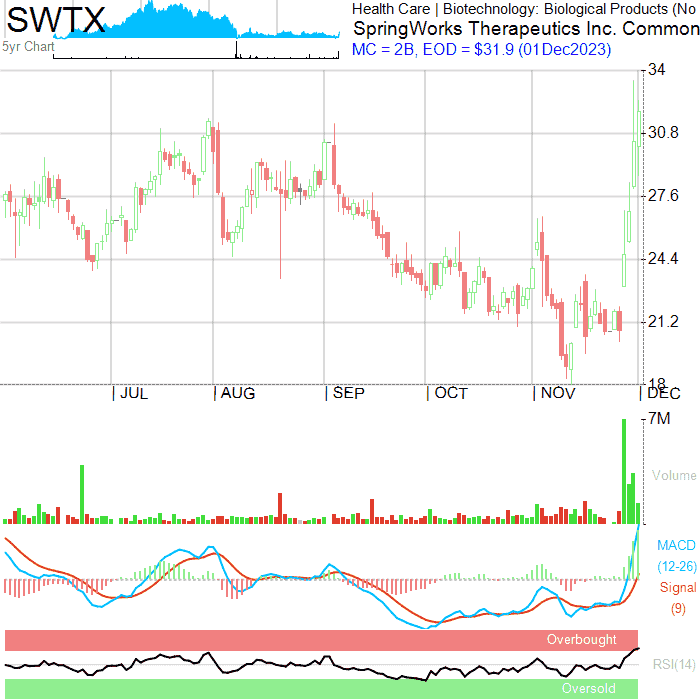 SWTX
5yr Chart
Health Care | Biotechnology: Biological Products (No
SpringWorks Therapeutics Inc. Common
MC = 2B, EOD = $31.9 (01Dec2023)
34
30.8
27.6
24.4
21.2
18
| JUL | AUG | SEP | OCT | NOV | DEC
7M
Volume
MACD
(12-26)
Signal
(9)
Overbought
RSI(14)
Oversold